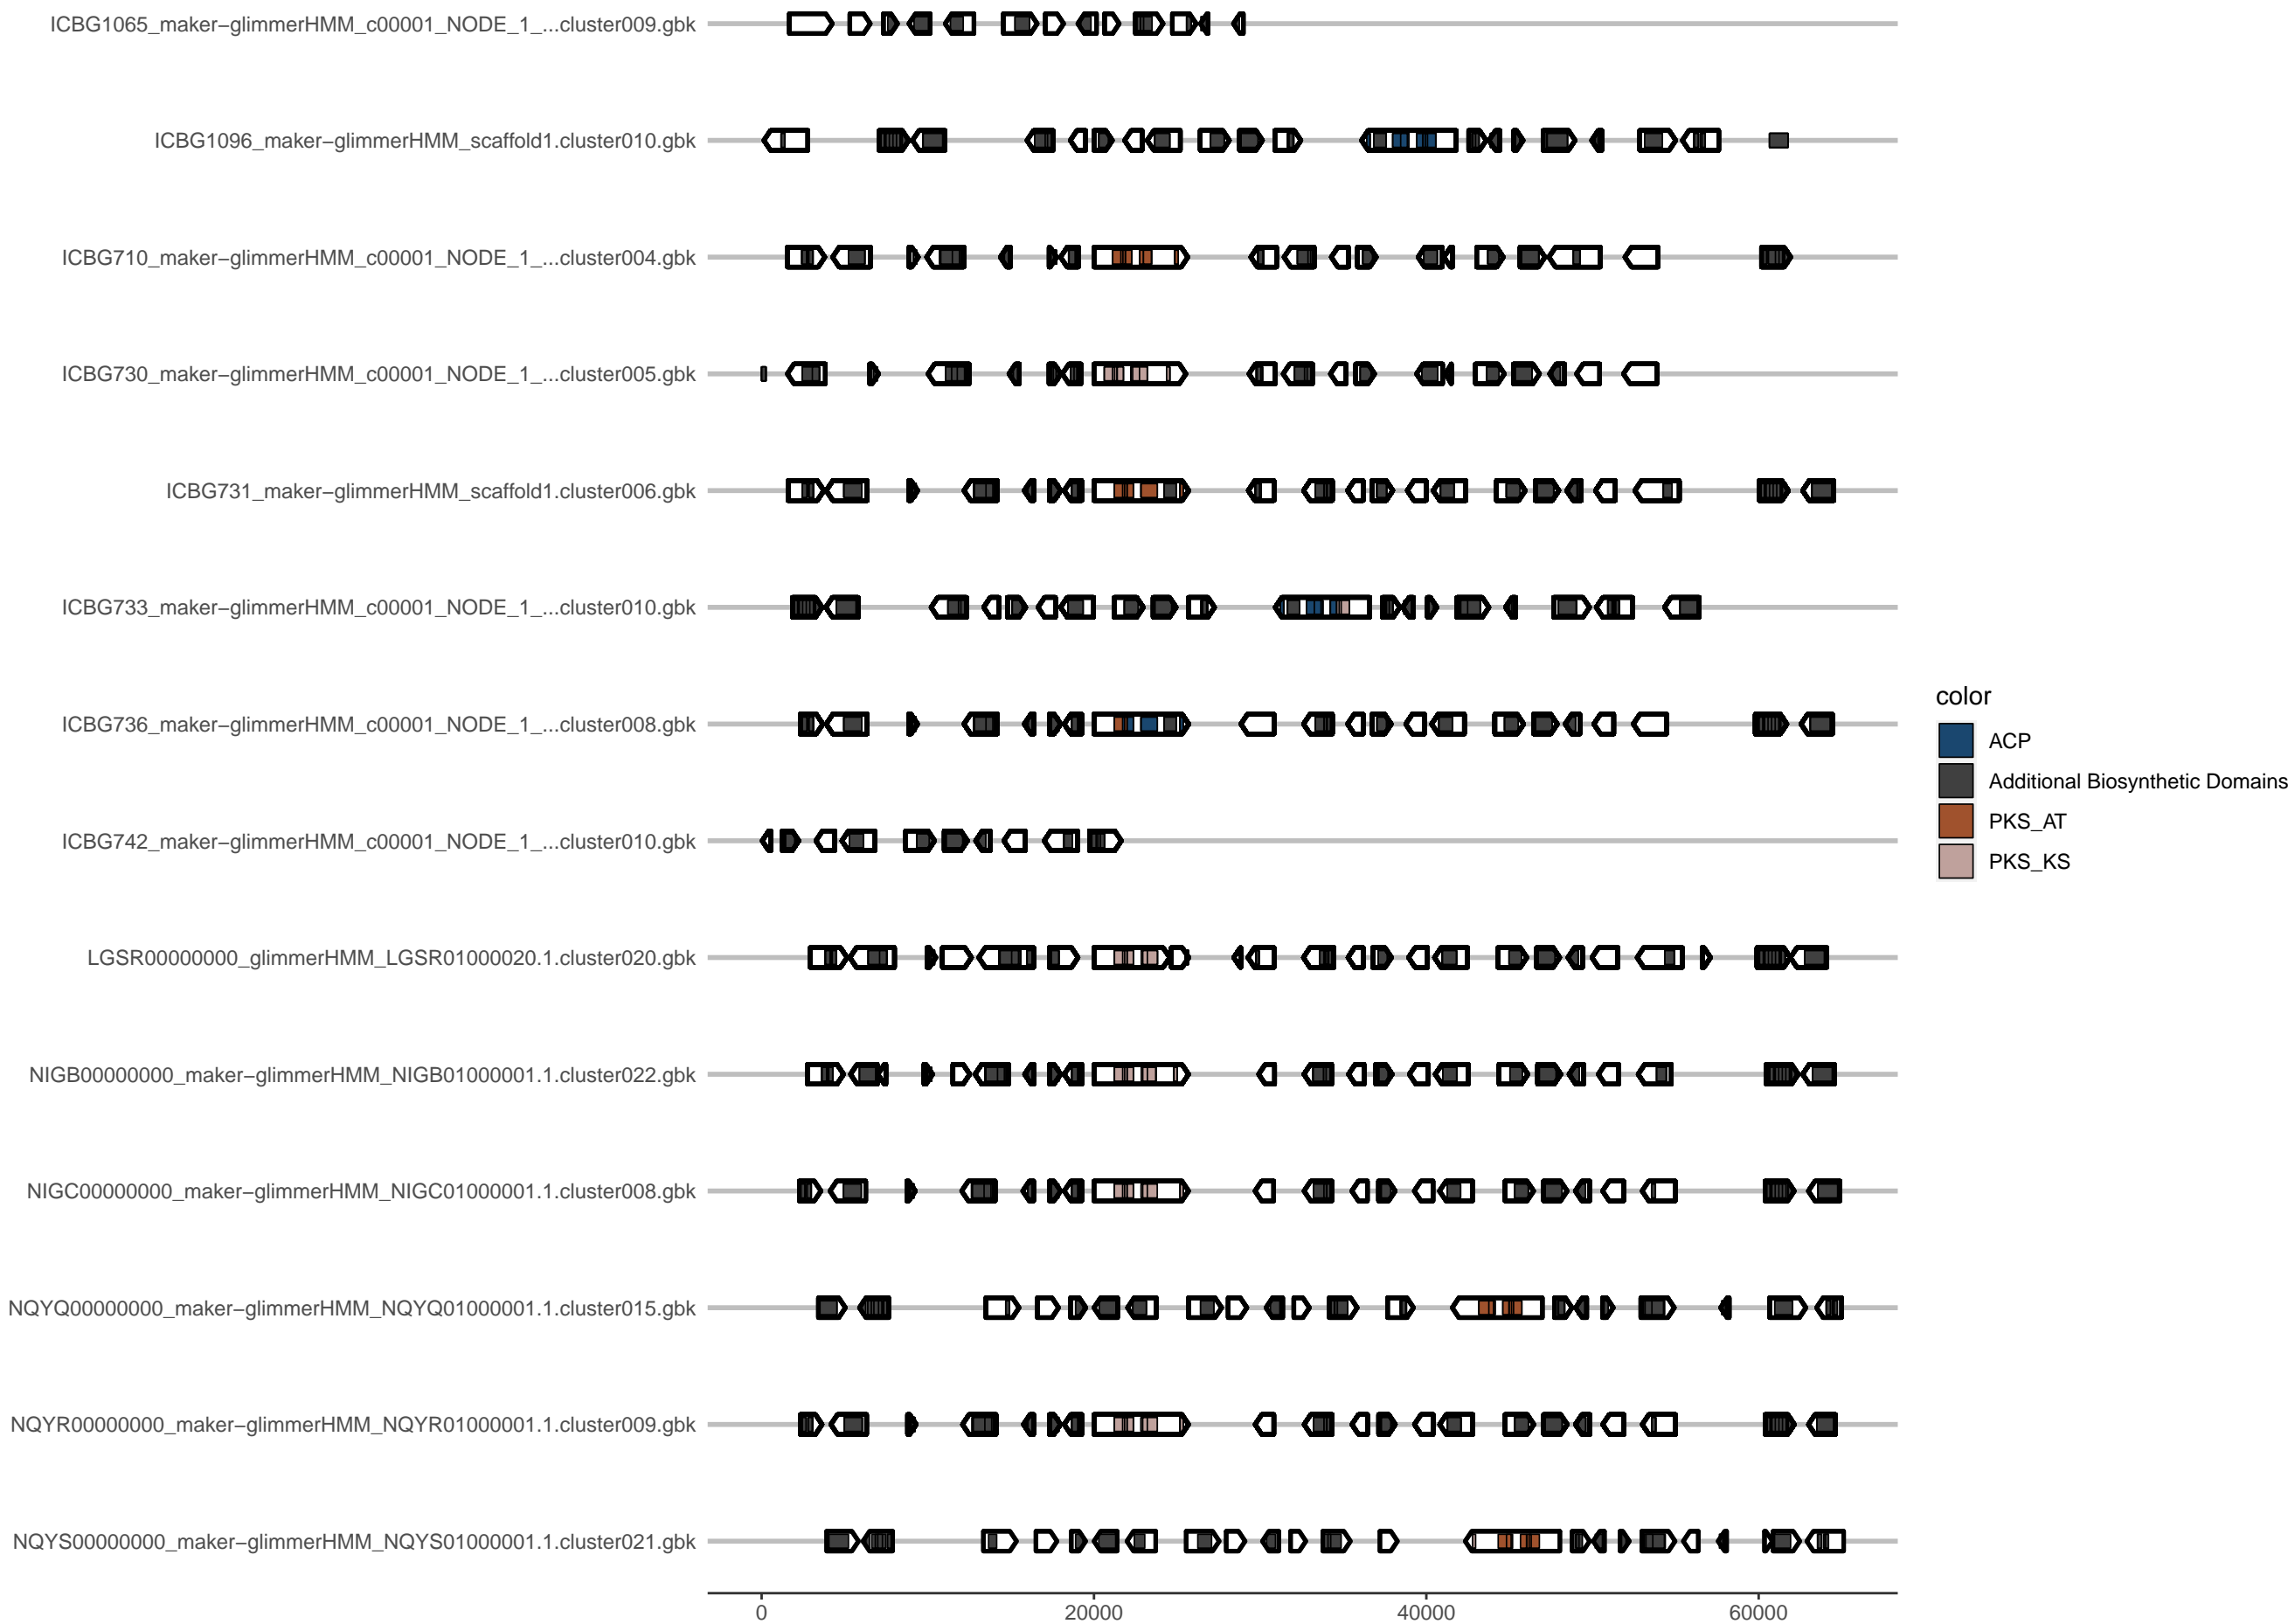 ICBG1065_maker−glimmerHMM_c00001_NODE_1_...cluster009.gbk
ICBG1096_maker−glimmerHMM_scaffold1.cluster010.gbk
ICBG710_maker−glimmerHMM_c00001_NODE_1_...cluster004.gbk
ICBG730_maker−glimmerHMM_c00001_NODE_1_...cluster005.gbk
ICBG731_maker−glimmerHMM_scaffold1.cluster006.gbk
ICBG733_maker−glimmerHMM_c00001_NODE_1_...cluster010.gbk
ICBG736_maker−glimmerHMM_c00001_NODE_1_...cluster008.gbk
ICBG742_maker−glimmerHMM_c00001_NODE_1_...cluster010.gbk
LGSR00000000_glimmerHMM_LGSR01000020.1.cluster020.gbk
NIGB00000000_maker−glimmerHMM_NIGB01000001.1.cluster022.gbk
NIGC00000000_maker−glimmerHMM_NIGC01000001.1.cluster008.gbk
NQYQ00000000_maker−glimmerHMM_NQYQ01000001.1.cluster015.gbk
NQYR00000000_maker−glimmerHMM_NQYR01000001.1.cluster009.gbk
NQYS00000000_maker−glimmerHMM_NQYS01000001.1.cluster021.gbk
0 20000 40000 60000
color
ACP
Additional Biosynthetic Domains
PKS_AT
PKS_KS